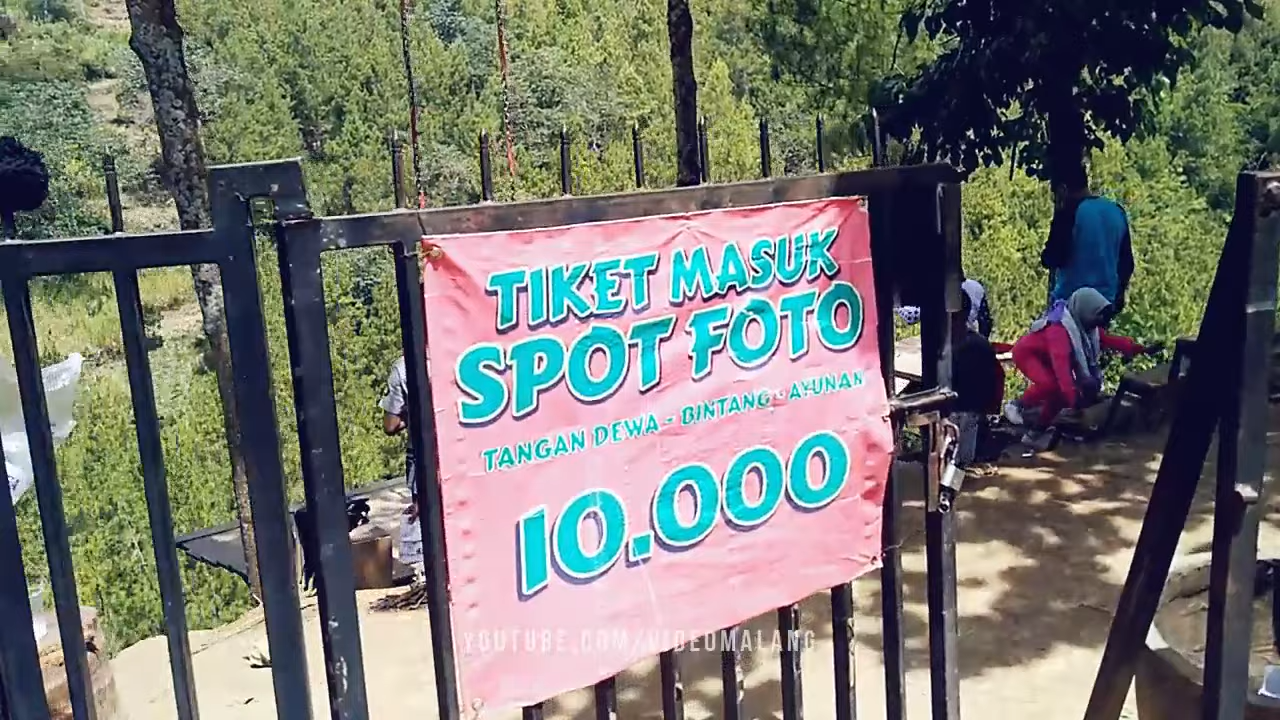 TIKET MASUK
SPOT FOTO
TANGAN DEWA - BINTANG - AYUNAN
10.000
YOUTUBE.COM/VIDEOMALANG